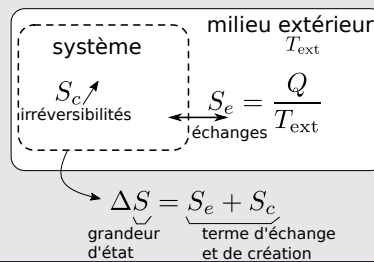 milieu extérieur
T_ext
système
S_c
irréversibilités
S_e = Q / T_ext
échanges
ΔS = S_e + S_c
grandeur d'état
terme d'échange et de création